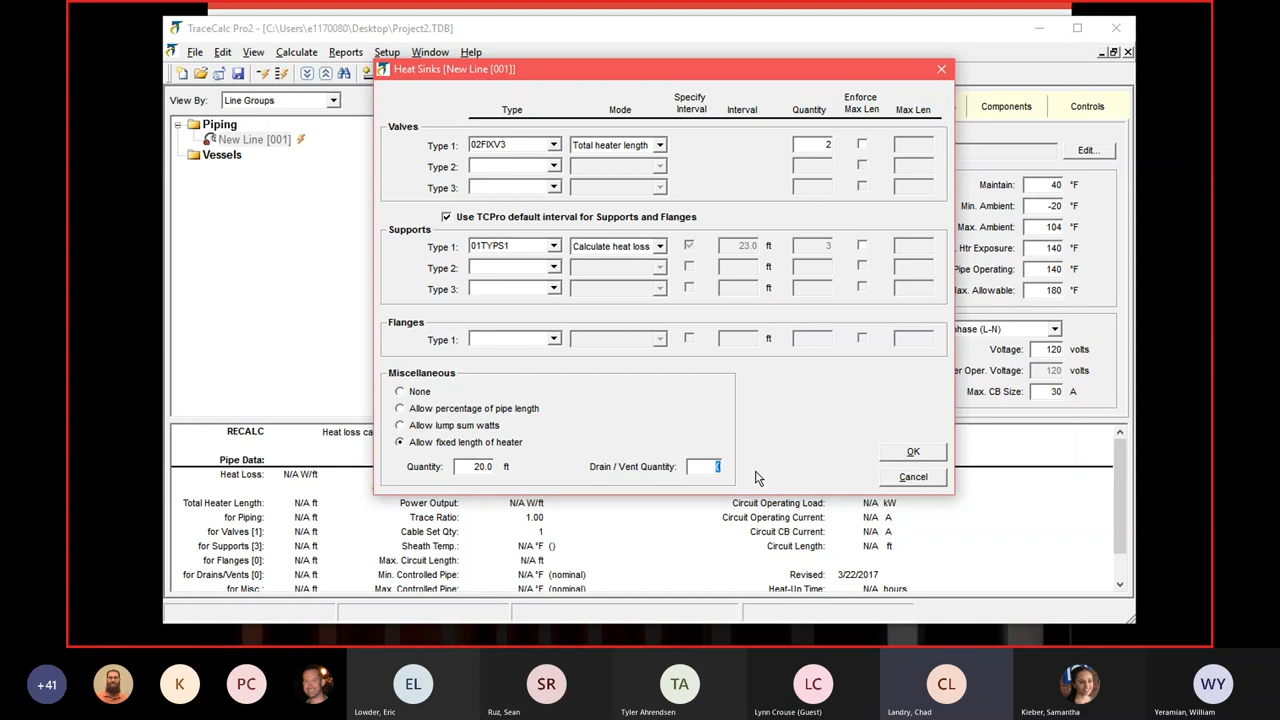 TraceCalc Pro2 - [C:\Users\e1170080\Desktop\Project2.TDB]
File Edit View Calculate Reports Setup Window Help
Heat Sinks [New Line [001]]
View By: Line Groups
Piping
New Line [001]
Vessels
Components Controls
Edit...
Type Mode Specify Interval Interval Quantity Enforce Max Len Max Len
Valves
Type 1: 02FIXV3 Total heater length 2
Type 2:
Type 3:
Use TCPro default interval for Supports and Flanges
Supports
Type 1: 01TYPS1 Calculate heat loss 23.0 ft 3
Type 2: ft
Type 3: ft
Flanges
Type 1: ft
Miscellaneous
None
Allow percentage of pipe length
Allow lump sum watts
Allow fixed length of heater
Quantity: 20.0 ft Drain / Vent Quantity:
OK
Cancel
Maintain: 40 °F
Min. Ambient: -20 °F
Max. Ambient: 104 °F
Htr Exposure: 140 °F
Pipe Operating: 140 °F
ax. Allowable: 180 °F
phase (L-N)
Voltage: 120 volts
er Oper. Voltage: 120 volts
Max. CB Size: 30 A
RECALC Heat loss ca
Pipe Data:
Heat Loss: N/A W/ft
Total Heater Length: N/A ft Power Output: N/A W/ft Circuit Operating Load: N/A kW
for Piping: N/A ft Trace Ratio: 1.00 Circuit Operating Current: N/A A
for Valves [1]: N/A ft Cable Set Qty: 1 Circuit CB Current: N/A A
for Supports [3]: N/A ft Sheath Temp.: N/A °F () Circuit Length: N/A ft
for Flanges [0]: N/A ft Max. Circuit Length: N/A ft
for Drains/Vents [0]: N/A ft Min. Controlled Pipe: N/A °F (nominal) Revised: 3/22/2017
for Misc.: N/A ft Max. Controlled Pipe: N/A °F (nominal) Heat-Up Time: N/A hours
+41 K PC EL SR TA LC CL WY
Lowder, Eric Ruz, Sean Tyler Ahrendsen Lynn Crouse (Guest) Landry, Chad Kieber, Samantha Yeramian, William